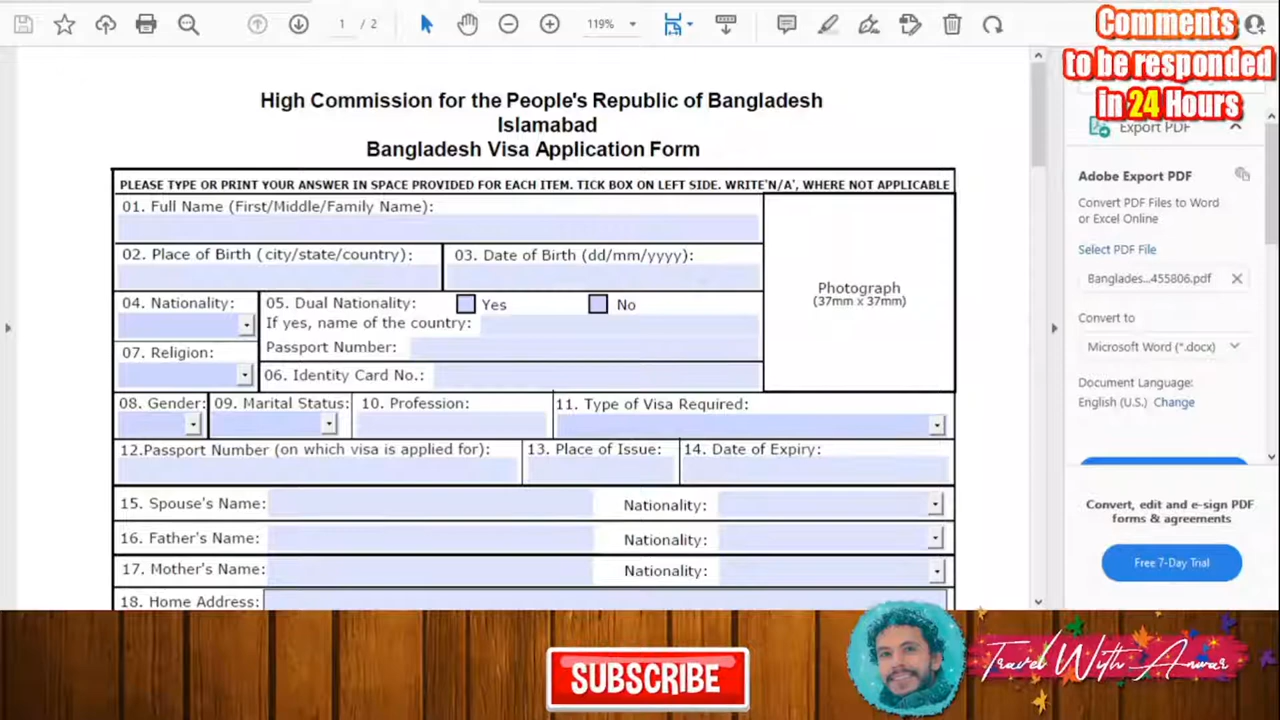 1 / 2
119%
Comments
to be responded
in 24 Hours
Export PDF
High Commission for the People's Republic of Bangladesh
Islamabad
Bangladesh Visa Application Form
PLEASE TYPE OR PRINT YOUR ANSWER IN SPACE PROVIDED FOR EACH ITEM. TICK BOX ON LEFT SIDE. WRITE'N/A', WHERE NOT APPLICABLE
01. Full Name (First/Middle/Family Name):
02. Place of Birth (city/state/country):
03. Date of Birth (dd/mm/yyyy):
Photograph
(37mm x 37mm)
04. Nationality:
05. Dual Nationality:
Yes
No
If yes, name of the country:
Passport Number:
07. Religion:
06. Identity Card No.:
08. Gender:
09. Marital Status:
10. Profession:
11. Type of Visa Required:
12.Passport Number (on which visa is applied for):
13. Place of Issue:
14. Date of Expiry:
15. Spouse's Name:
Nationality:
16. Father's Name:
Nationality:
17. Mother's Name:
Nationality:
18. Home Address:
Adobe Export PDF
Convert PDF Files to Word
or Excel Online
Select PDF File
Banglades...455806.pdf
Convert to
Microsoft Word (*.docx)
Document Language:
English (U.S.) Change
Convert, edit and e-sign PDF
forms & agreements
Free 7-Day Trial
SUBSCRIBE
Travel With Anwar